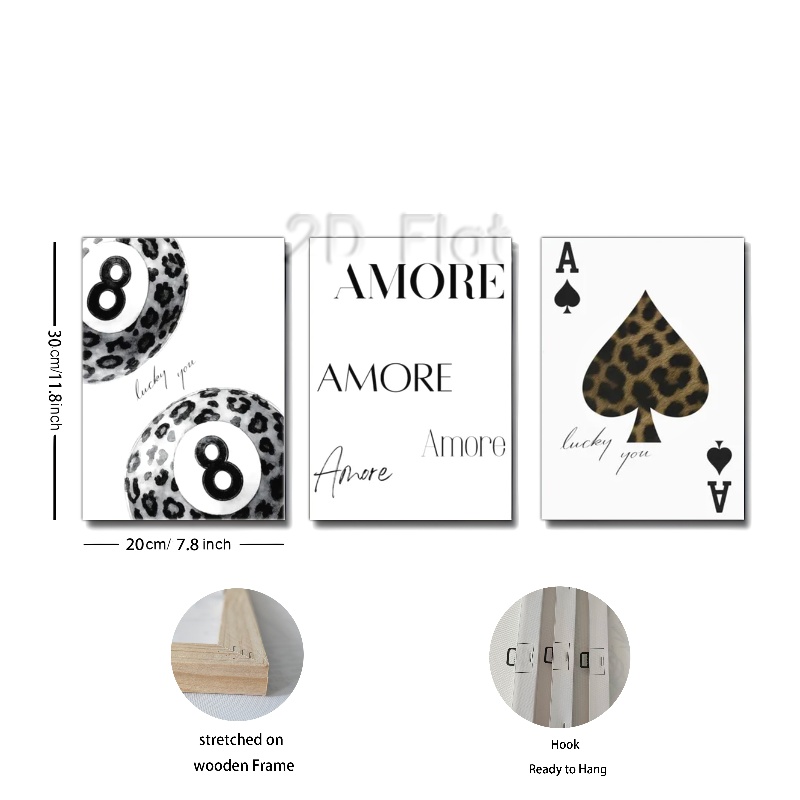 2D Flat
8
lucky you
8
AMORE
AMORE
Amore
Amore
A
lucky you
A
30cm/11.8inch
20cm/ 7.8 inch
stretched on
wooden Frame
Hook
Ready to Hang